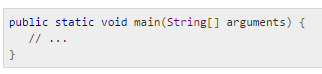 public static void main(String[] arguments) {
// ...
}